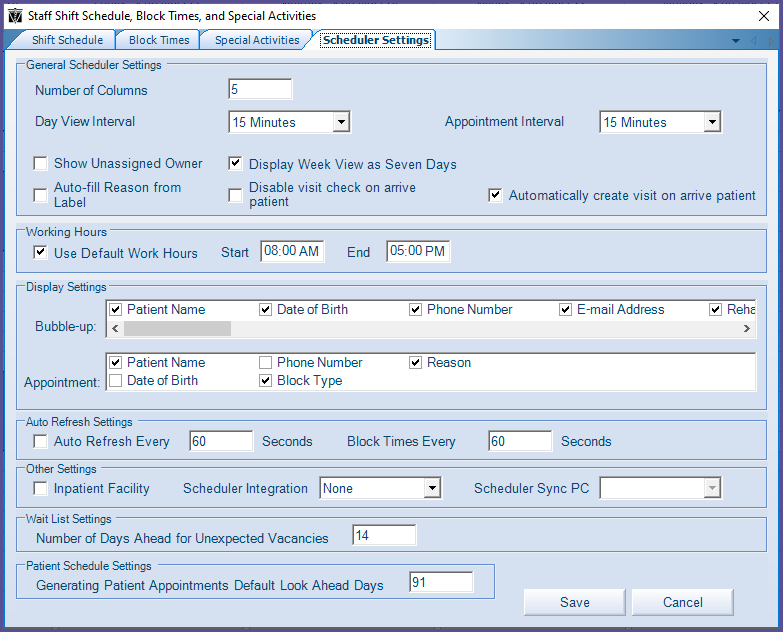 Staff Shift Schedule, Block Times, and Special Activities
Shift Schedule Block Times Special Activities Scheduler Settings
General Scheduler Settings
Number of Columns 5
Day View Interval 15 Minutes Appointment Interval 15 Minutes
Show Unassigned Owner Display Week View as Seven Days
Auto-fill Reason from
Label
Disable visit check on arrive
patient
Automatically create visit on arrive patient
Working Hours
Use Default Work Hours Start 08:00 AM End 05:00 PM
Display Settings
Bubble-up: Patient Name Date of Birth Phone Number E-mail Address Reha
Appointment: Patient Name Phone Number Reason
Date of Birth Block Type
Auto Refresh Settings
Auto Refresh Every 60 Seconds Block Times Every 60 Seconds
Other Settings
Inpatient Facility Scheduler Integration None Scheduler Sync PC
Wait List Settings
Number of Days Ahead for Unexpected Vacancies 14
Patient Schedule Settings
Generating Patient Appointments Default Look Ahead Days 91
Save Cancel